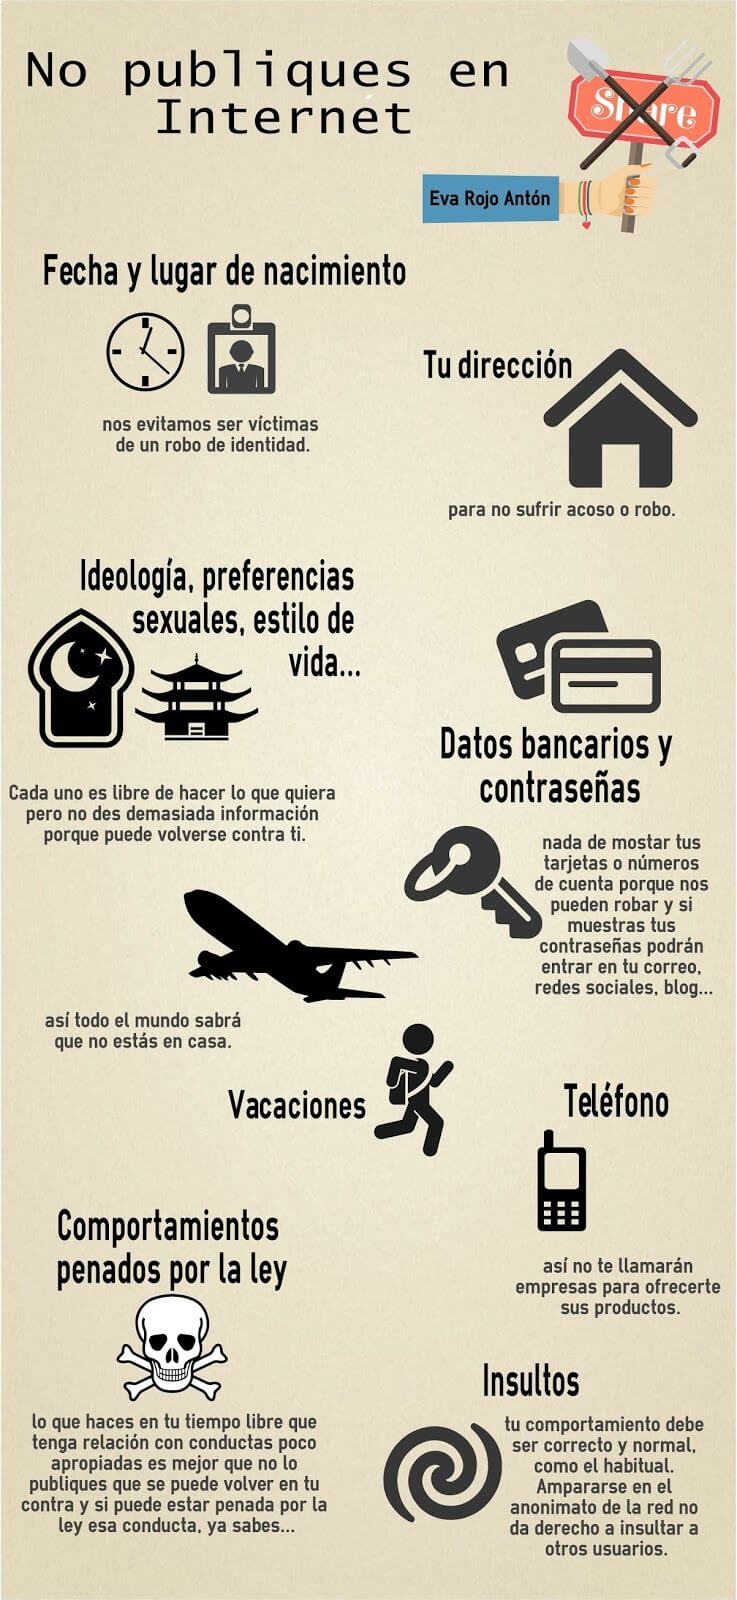 No publiques en
Internet
Share
Eva Rojo Antón
Fecha y lugar de nacimiento
nos evitamos ser víctimas
de un robo de identidad.
Tu dirección
para no sufrir acoso o robo.
Ideología, preferencias
sexuales, estilo de
vida...
Cada uno es libre de hacer lo que quiera
pero no des demasiada información
porque puede volverse contra ti.
Datos bancarios y
contraseñas
nada de mostar tus
tarjetas o números
de cuenta porque nos
pueden robar y si
muestras tus
contraseñas podrán
entrar en tu correo,
redes sociales, blog...
así todo el mundo sabrá
que no estás en casa.
Vacaciones
Teléfono
así no te llamarán
empresas para ofrecerte
sus productos.
Comportamientos
penados por la ley
lo que haces en tu tiempo libre que
tenga relación con conductas poco
apropiadas es mejor que no lo
publiques que se puede volver en tu
contra y si puede estar penada por la
ley esa conducta, ya sabes...
Insultos
tu comportamiento debe
ser correcto y normal,
como el habitual.
Ampararse en el
anonimato de la red no
da derecho a insultar a
otros usuarios.